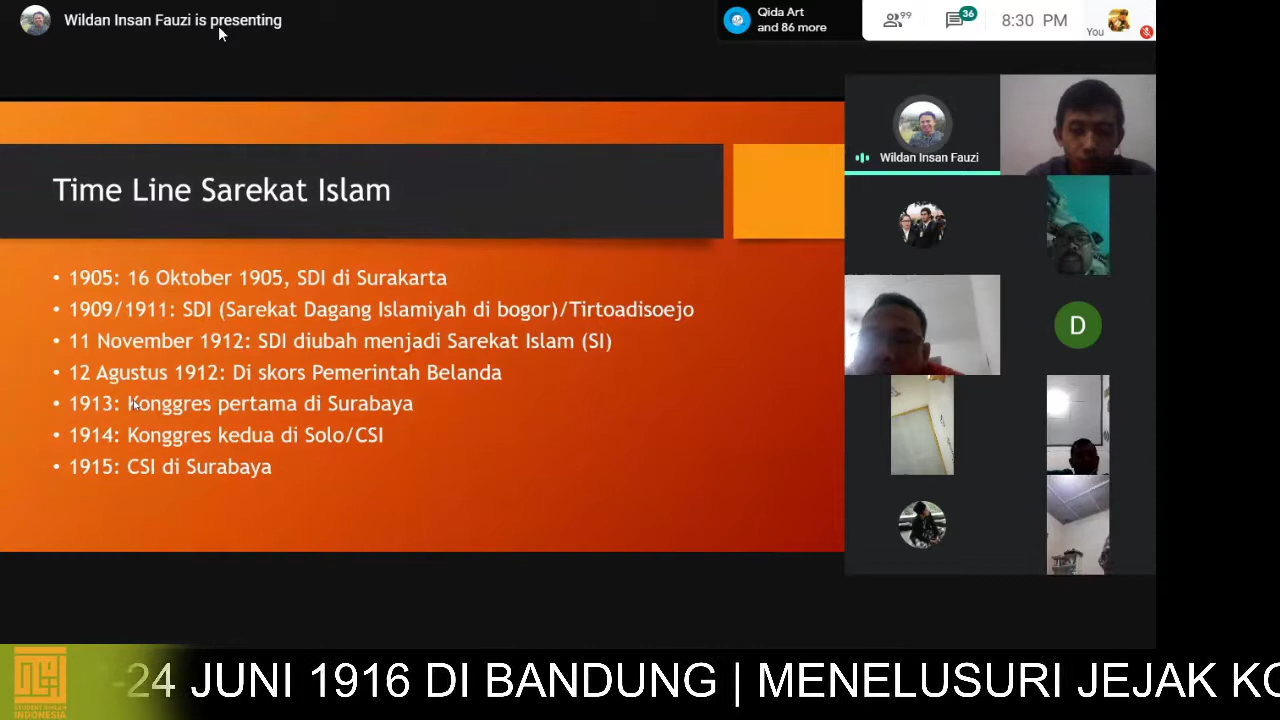 Wildan Insan Fauzi is presenting
Qida Art
and 86 more
99
36
8:30 PM
You
Wildan Insan Fauzi
Time Line Sarekat Islam
• 1905: 16 Oktober 1905, SDI di Surakarta
• 1909/1911: SDI (Sarekat Dagang Islamiyah di bogor)/Tirtoadisoejo
• 11 November 1912: SDI diubah menjadi Sarekat Islam (SI)
• 12 Agustus 1912: Di skors Pemerintah Belanda
• 1913: Konggres pertama di Surabaya
• 1914: Konggres kedua di Solo/CSI
• 1915: CSI di Surabaya
D
-24 JUNI 1916 DI BANDUNG | MENELUSURI JEJAK KO
INDONESIA